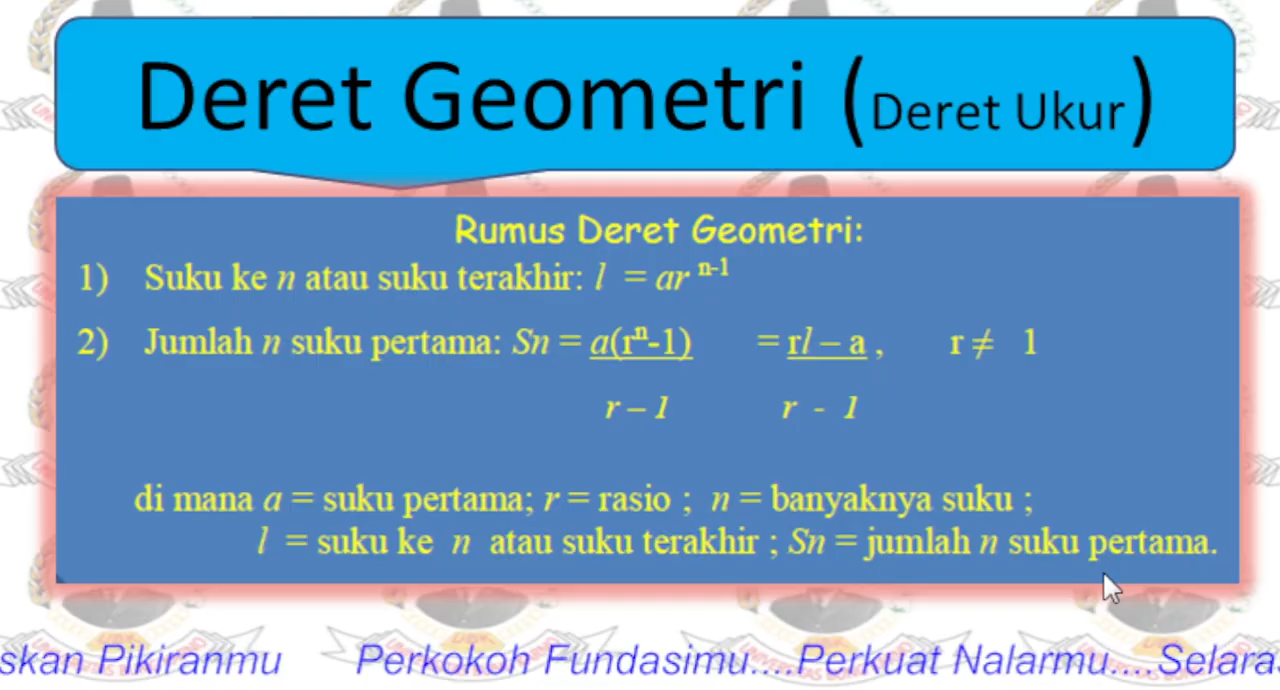 Deret Geometri (Deret Ukur)
Rumus Deret Geometri:
1) Suku ke n atau suku terakhir: l = ar n-1
2) Jumlah n suku pertama: Sn = a(rn-1) = rl – a , r ≠ 1
r – 1 r - 1
di mana a = suku pertama; r = rasio ; n = banyaknya suku ;
l = suku ke n atau suku terakhir ; Sn = jumlah n suku pertama.
skan Pikiranmu Perkokoh Fundasimu....Perkuat Nalarmu....Selaras